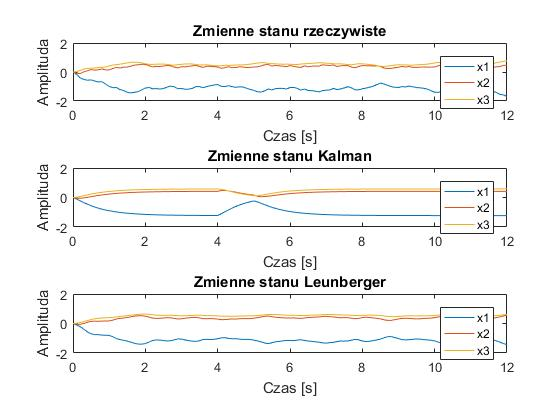 Zmienne stanu rzeczywiste
Amplituda
2
0
-2
x1
x2
x3
0 2 4 6 8 10 12
Czas [s]
Zmienne stanu Kalman
Amplituda
2
0
-2
x1
x2
x3
0 2 4 6 8 10 12
Czas [s]
Zmienne stanu Leunberger
Amplituda
2
0
-2
x1
x2
x3
0 2 4 6 8 10 12
Czas [s]